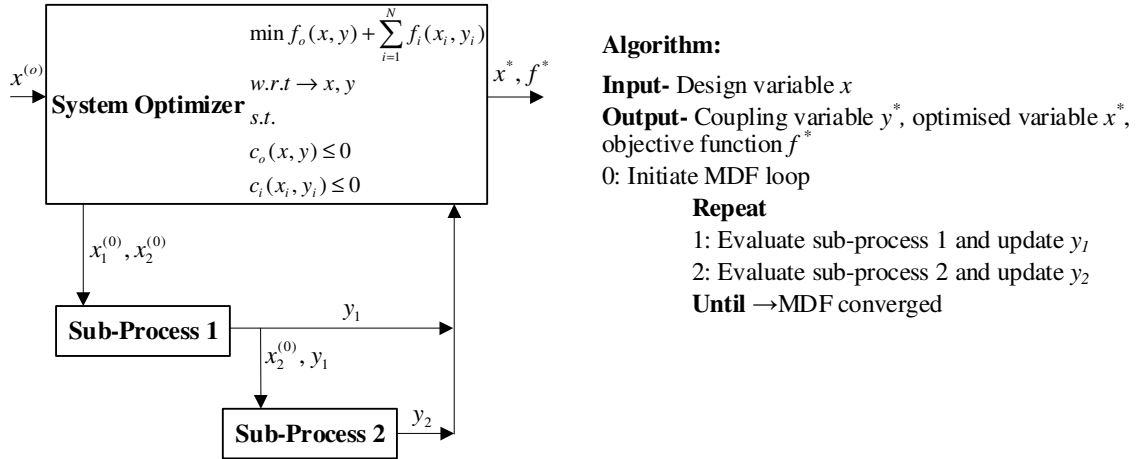 min f_o(x, y) + \sum_{i=1}^{N} f_i(x_i, y_i)
x^{(o)}
System Optimizer
w.r.t → x, y
s.t.
c_o(x, y) ≤ 0
c_i(x_i, y_i) ≤ 0
x^*, f^*
x_1^{(0)}, x_2^{(0)}
Sub-Process 1
y_1
x_2^{(0)}, y_1
Sub-Process 2
y_2
Algorithm:
Input- Design variable x
Output- Coupling variable y^*, optimised variable x^*,
objective function f^*
0: Initiate MDF loop
Repeat
1: Evaluate sub-process 1 and update y_1
2: Evaluate sub-process 2 and update y_2
Until →MDF converged